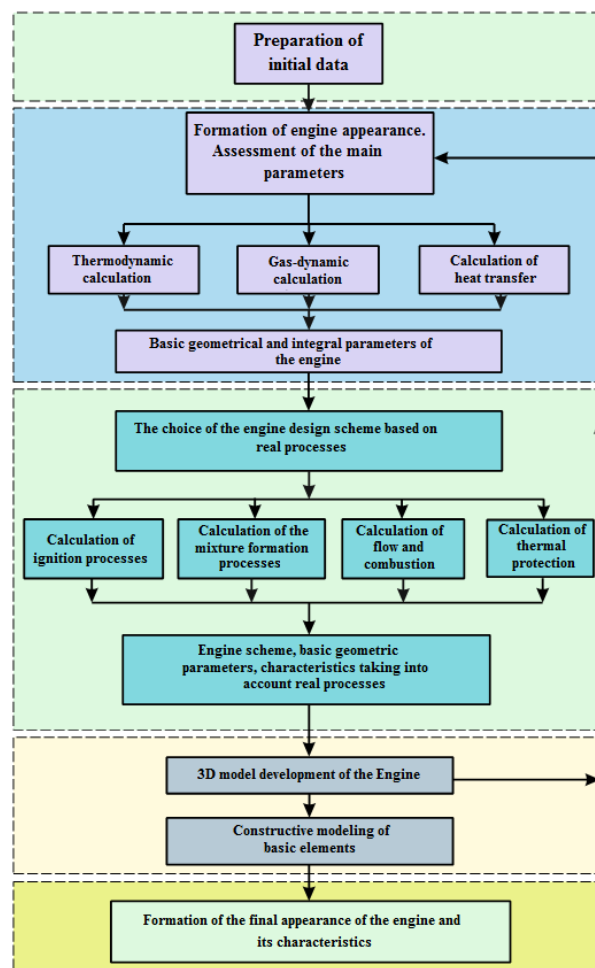 Preparation of
initial data
Formation of engine appearance.
Assessment of the main
parameters
Thermodynamic
calculation
Gas-dynamic
calculation
Calculation of
heat transfer
Basic geometrical and integral parameters of
the engine
The choice of the engine design scheme based on
real processes
Calculation of
ignition processes
Calculation of the
mixture formation
processes
Calculation of
flow and
combustion
Calculation of
thermal
protection
Engine scheme, basic geometric
parameters, characteristics taking into
account real processes
3D model development of the Engine
Constructive modeling of
basic elements
Formation of the final appearance of the engine and
its characteristics